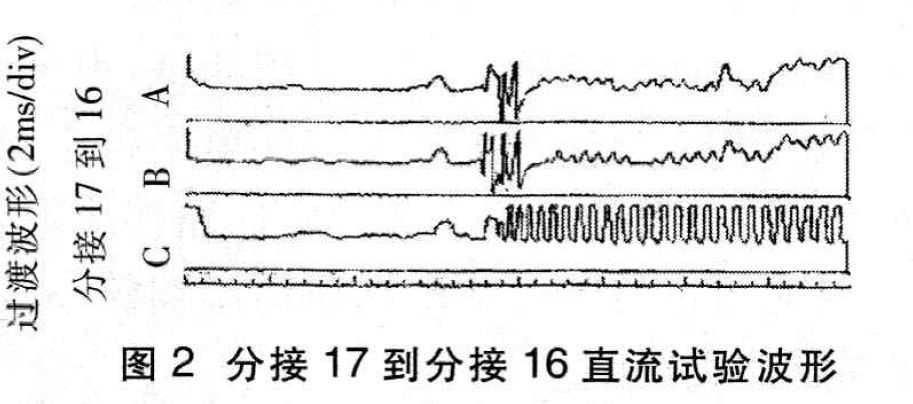 过渡波形(2ms/div)
分接 17 到 16
A
B
C
图 2 分接 17 到分接 16 直流试验波形